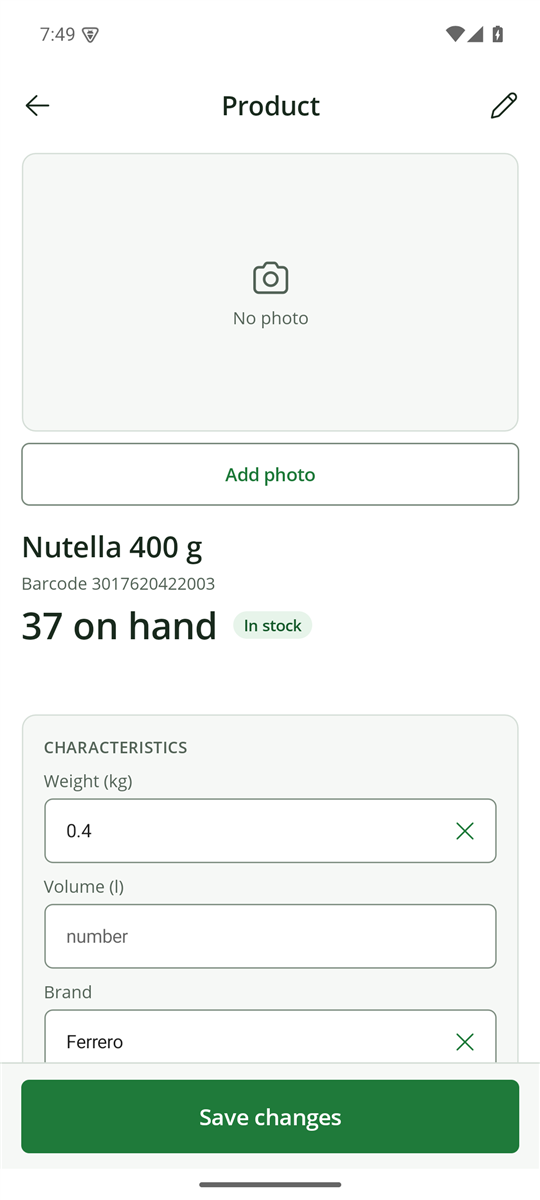 7:49
Product
No photo
Add photo
Nutella 400 g
Barcode 3017620422003
37 on hand In stock
CHARACTERISTICS
Weight (kg)
0.4
Volume (l)
number
Brand
Ferrero
Save changes